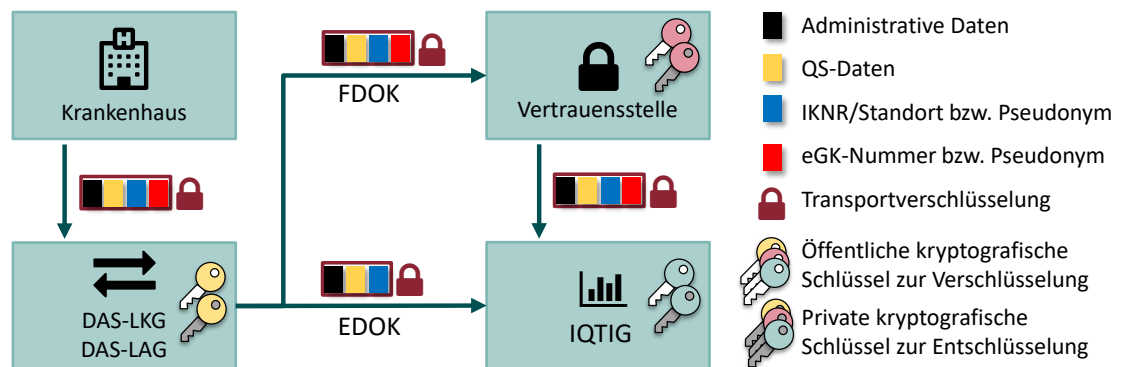 H
Krankenhaus
FDOK
Vertrauensstelle
DAS-LKG
DAS-LAG
EDOK
IQTIG
Administrative Daten
QS-Daten
IKNR/Standort bzw. Pseudonym
eGK-Nummer bzw. Pseudonym
Transportverschlüsselung
Öffentliche kryptografische
Schlüssel zur Verschlüsselung
Private kryptografische
Schlüssel zur Entschlüsselung